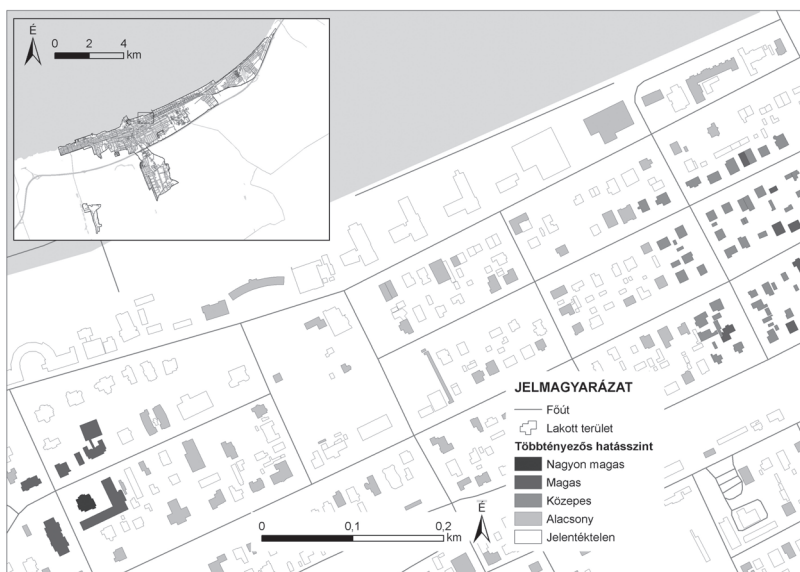 É
0 2 4
km
JELMAGYARÁZAT
Főút
Lakott terület
Többtényezős hatásszint
Nagyon magas
Magas
Közepes
Alacsony
Jelentéktelen
É
0 0,1 0,2
km